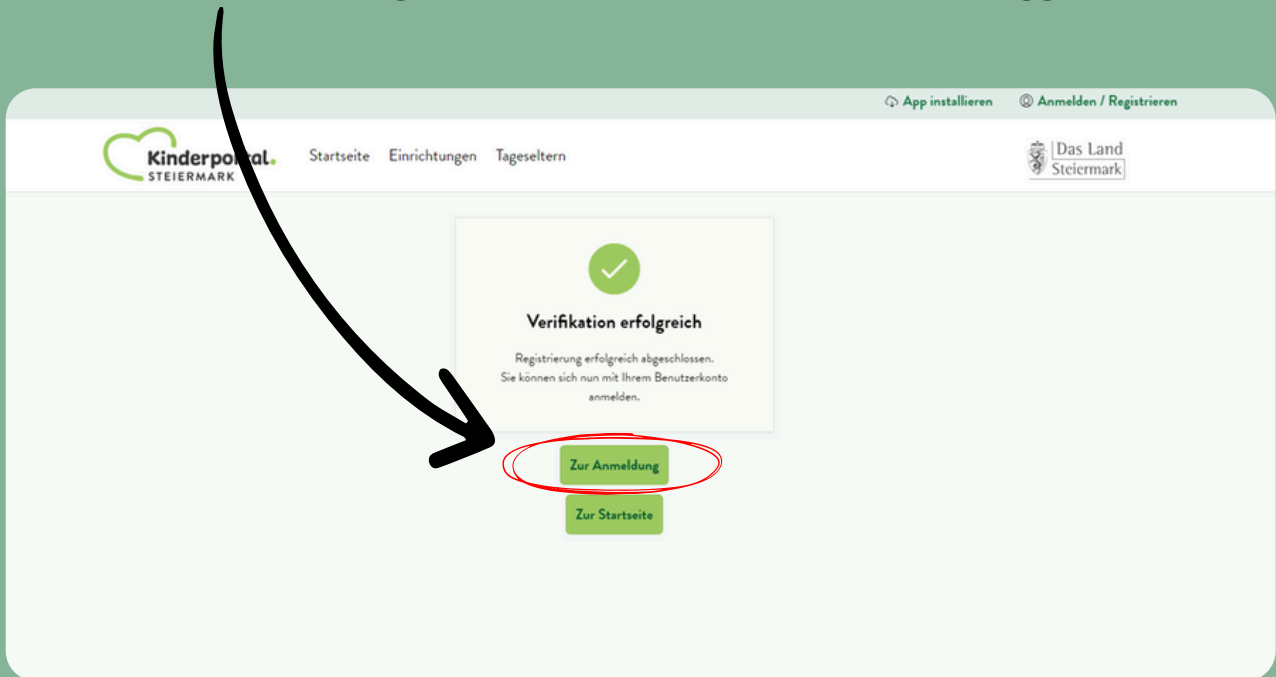 App installieren
Anmelden / Registrieren
Kinderportal.
STEIERMARK
Startseite Einrichtungen Tageseltern
Das Land
Steiermark
Verifikation erfolgreich
Registrierung erfolgreich abgeschlossen.
Sie können sich nun mit Ihrem Benutzerkonto
anmelden.
Zur Anmeldung
Zur Startseite